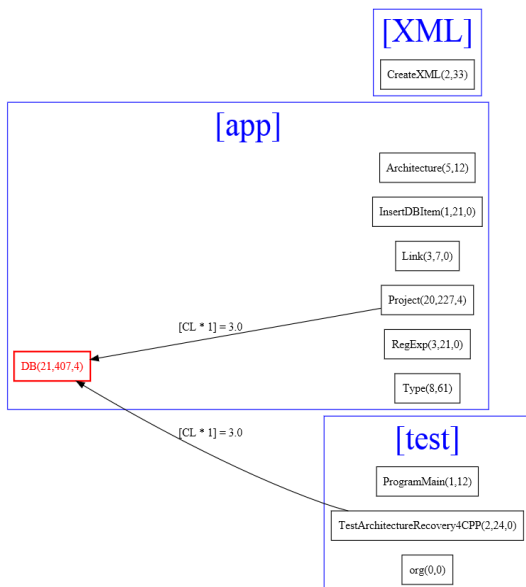 [XML]
CreateXML(2,33)
[app]
Architecture(5,12)
InsertDBItem(1,21,0)
Link(3,7,0)
Project(20,227,4)
[CL * 1] = 3.0
RegExp(3,21,0)
DB(21,407,4)
Type(8,61)
[CL * 1] = 3.0
[test]
ProgramMain(1,12)
TestArchitectureRecovery4CPP(2,24,0)
org(0,0)